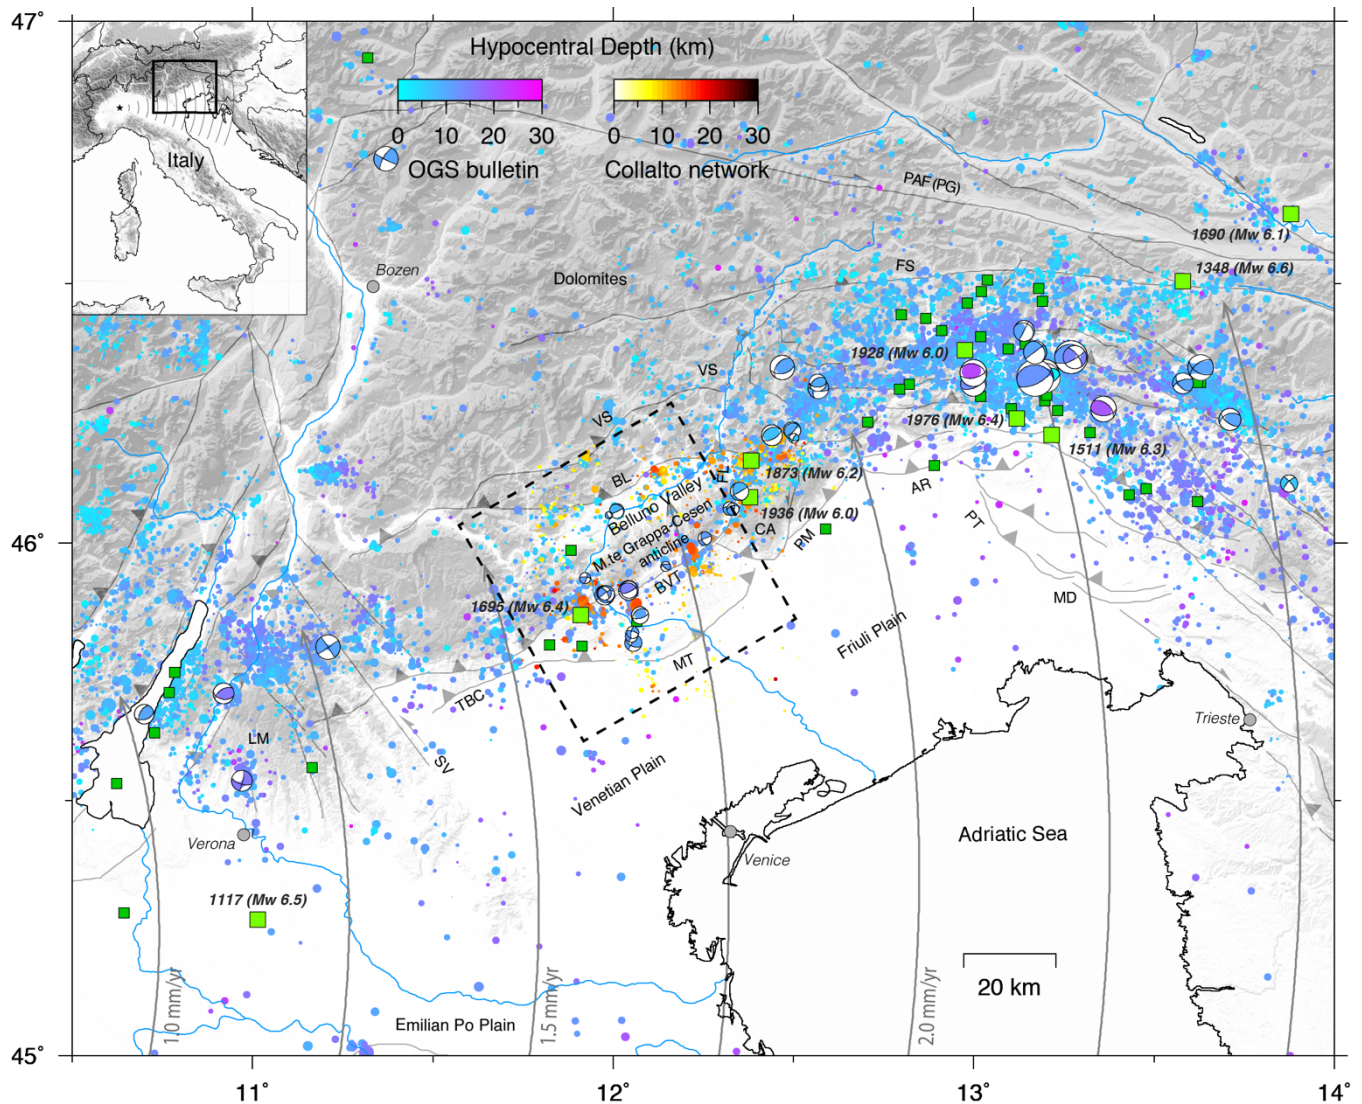 47°
Hypocentral Depth (km)
0 10 20 30
0 10 20 30
OGS bulletin
Collalto network
Italy
PAF (PG)
1690 (Mw 6.1)
1348 (Mw 6.6)
FS
Bozen
Dolomites
1928 (Mw 6.0)
VS
VS
1976 (Mw 6.4)
1511 (Mw 6.3)
1873 (Mw 6.2)
FL
BL
AR
Belluno Valley
1936 (Mw 6.0)
PT
CA
PM
M.te Grappa-Cesen
anticline
46°
BVT
MD
1695 (Mw 6.4)
Friuli Plain
MT
TBC
Trieste
LM
SV
Venetian Plain
Verona
Adriatic Sea
Venice
1117 (Mw 6.5)
20 km
1.0 mm/yr
1.5 mm/yr
2.0 mm/yr
Emilian Po Plain
45°
11° 12° 13° 14°